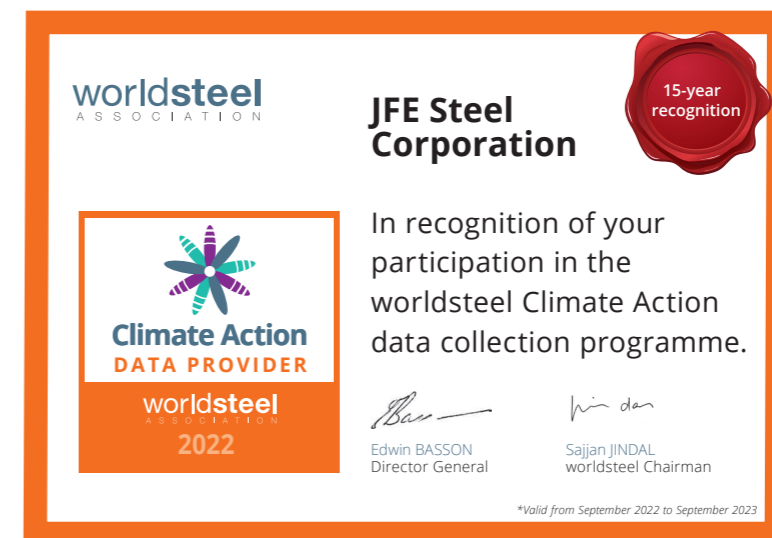 worldsteel
ASSOCIATION
15-year
recognition
JFE Steel
Corporation
In recognition of your
participation in the
worldsteel Climate Action
data collection programme.
Climate Action
DATA PROVIDER
worldsteel
ASSOCIATION
2022
Edwin BASSON
Director General
Sajjan JINDAL
worldsteel Chairman
*Valid from September 2022 to September 2023